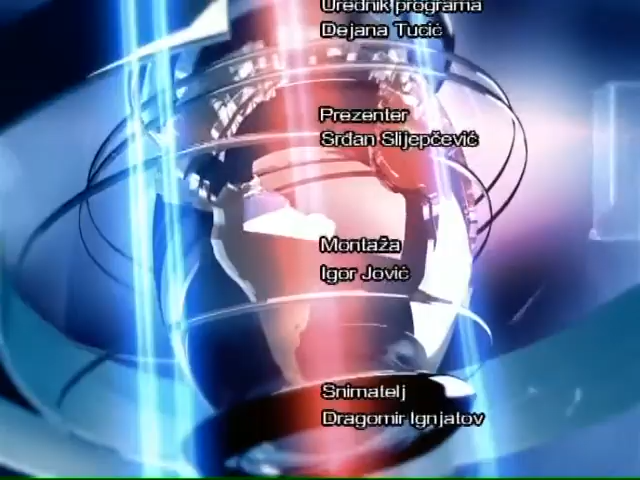 Urednik programa
Dejana Tucić
Prezenter
Srđan Slijepčević
Montaža
Igor Jović
Snimatelj
Dragomir Ignjatov